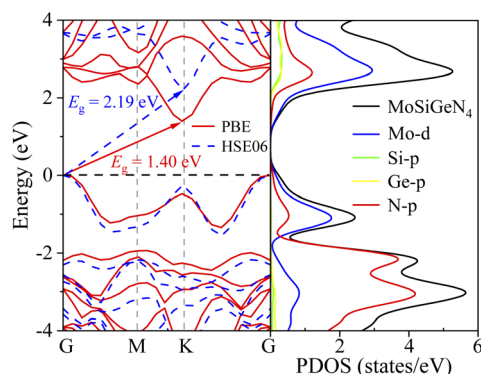 4
2
0
-2
-4
Energy (eV)
E_g = 2.19 eV
E_g = 1.40 eV
PBE
HSE06
G
M
K
G
MoSiGeN₄
Mo-d
Si-p
Ge-p
N-p
0
2
4
6
PDOS (states/eV)